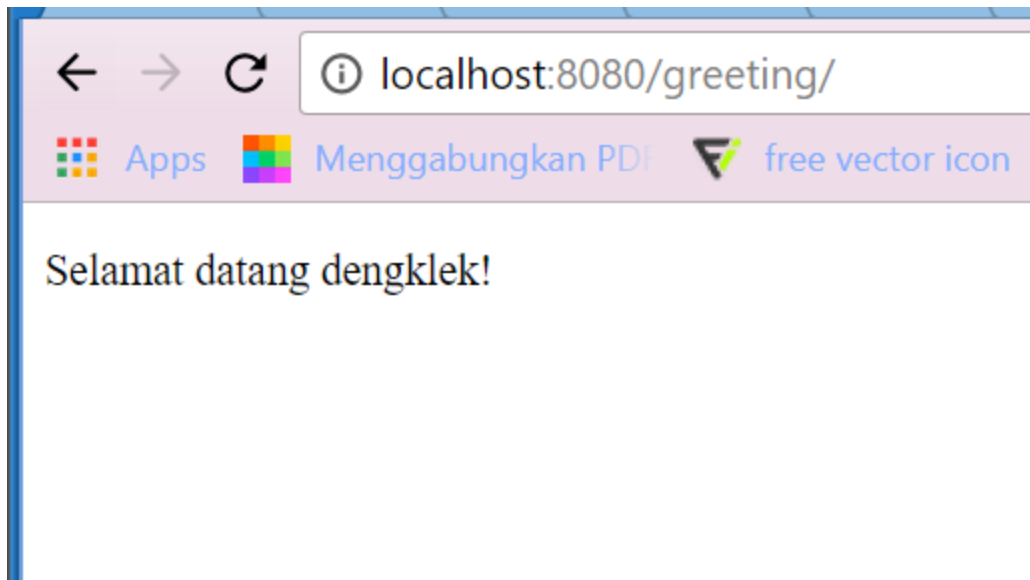 localhost:8080/greeting/
Apps Menggabungkan PDF free vector icon
Selamat datang dengklek!